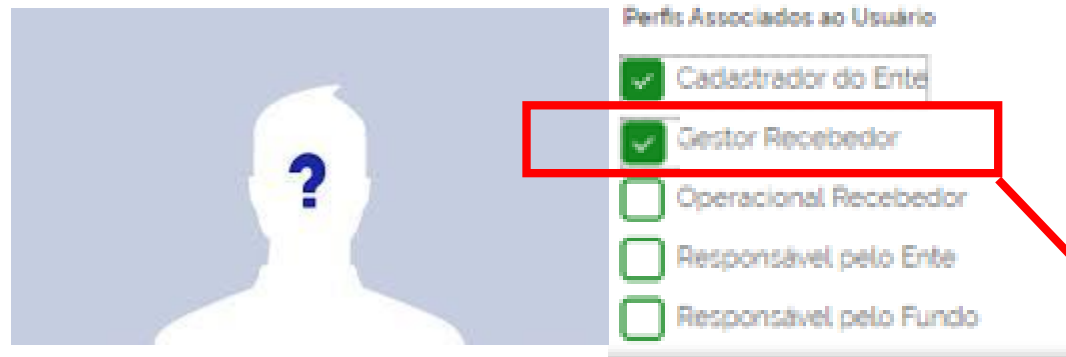 ?
Perfis Associados ao Usuário
Cadastrador do Ente
Gestor Recebedor
Operacional Recebedor
Responsável pelo Ente
Responsável pelo Fundo